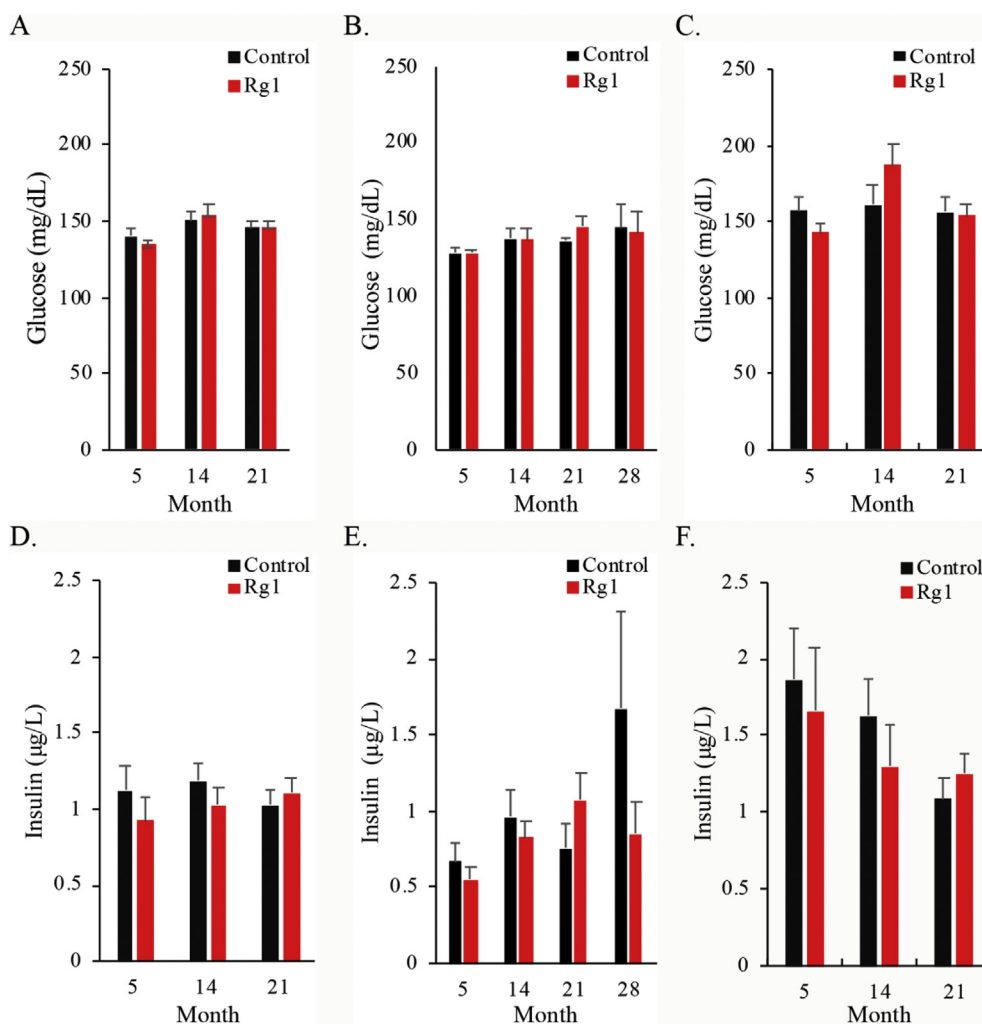 A
Control
Rg1
250
200
150
100
50
0
Glucose (mg/dL)
5 14 21
Month
B.
Control
Rg1
250
200
150
100
50
0
Glucose (mg/dL)
5 14 21 28
Month
C.
Control
Rg1
250
200
150
100
50
0
Glucose (mg/dL)
5 14 21
Month
D.
Control
Rg1
2.5
2
1.5
1
0.5
0
Insulin (μg/L)
5 14 21
Month
E.
Control
Rg1
2.5
2
1.5
1
0.5
0
Insulin (μg/L)
5 14 21 28
Month
F.
Control
Rg1
2.5
2
1.5
1
0.5
0
Insulin (μg/L)
5 14 21
Month